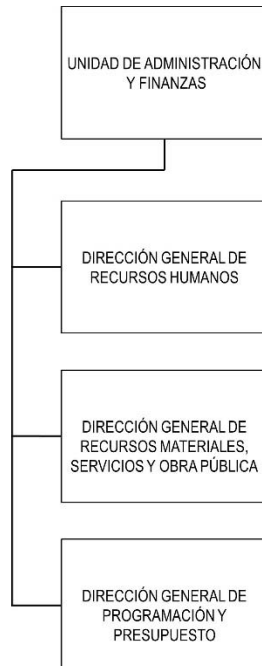 UNIDAD DE ADMINISTRACIÓN
Y FINANZAS
DIRECCIÓN GENERAL DE
RECURSOS HUMANOS
DIRECCIÓN GENERAL DE
RECURSOS MATERIALES,
SERVICIOS Y OBRA PÚBLICA
DIRECCIÓN GENERAL DE
PROGRAMACIÓN Y
PRESUPUESTO